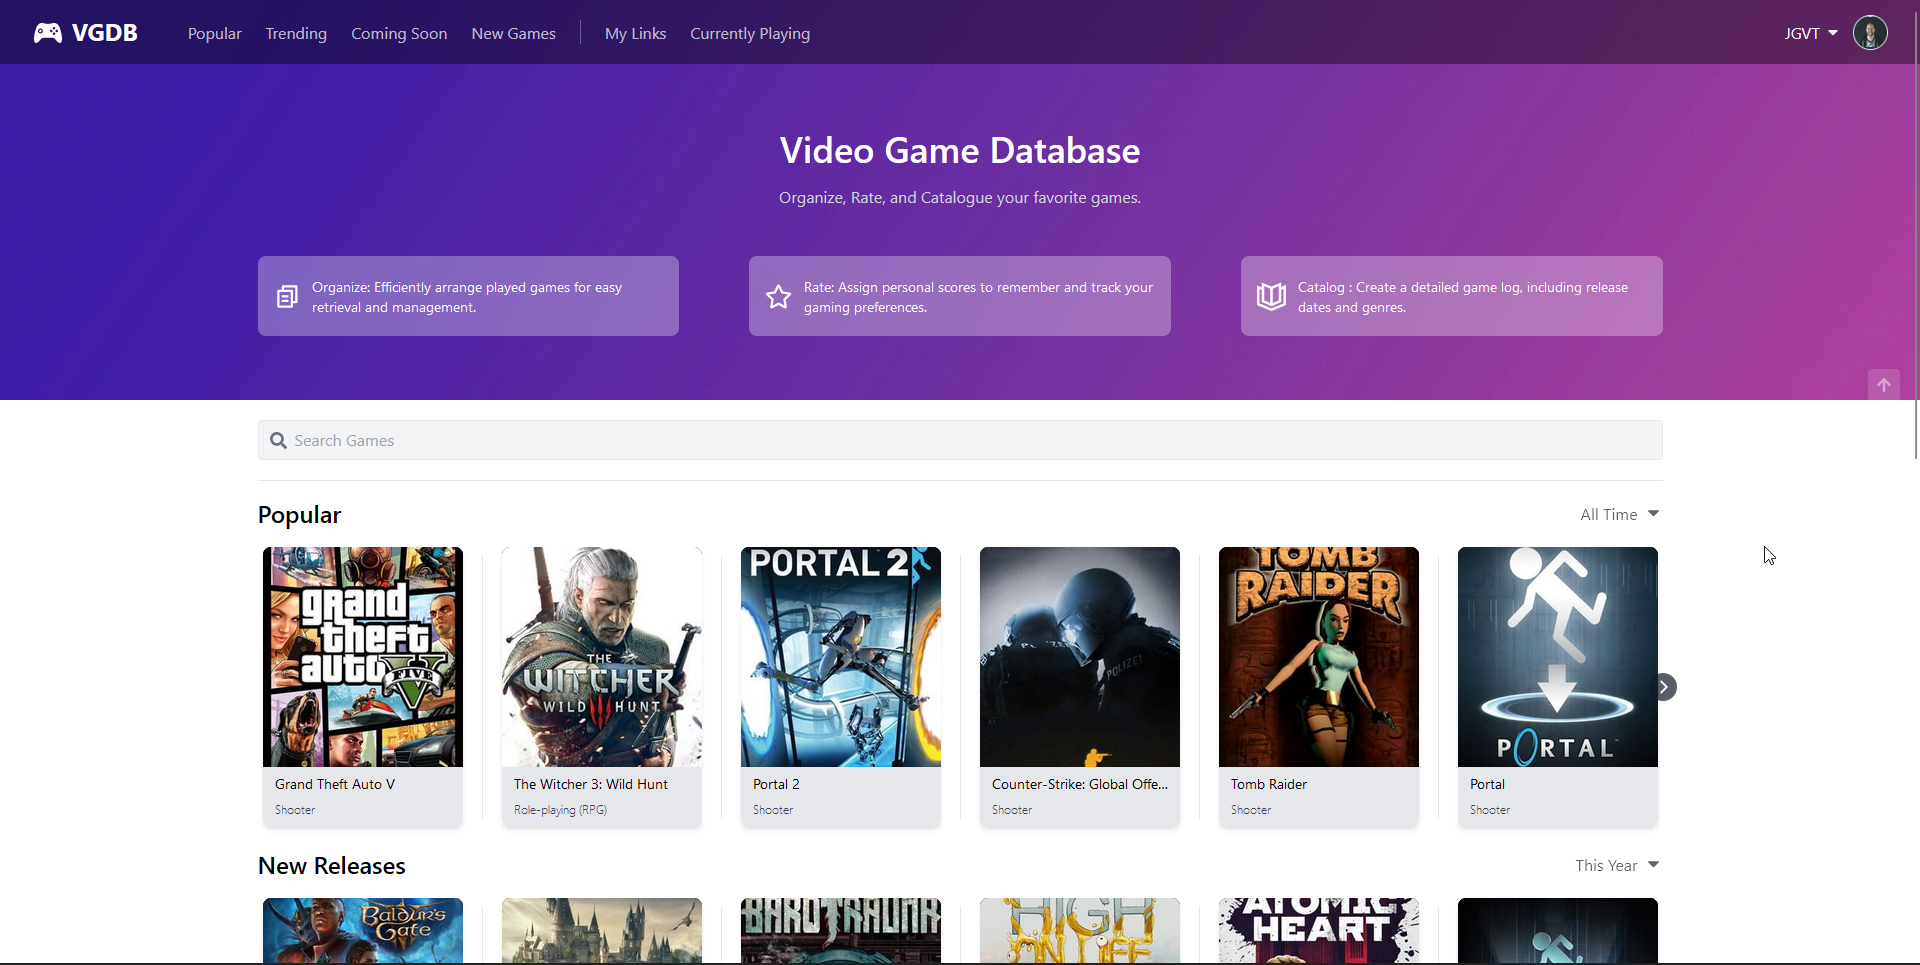 VGDB
Popular Trending Coming Soon New Games My Links Currently Playing
JGVT
Video Game Database
Organize, Rate, and Catalogue your favorite games.
Organize: Efficiently arrange played games for easy
retrieval and management.
Rate: Assign personal scores to remember and track your
gaming preferences.
Catalog : Create a detailed game log, including release
dates and genres.
Search Games
Popular
All Time
grand
theft
auto
FIVE
V
THE
WITCHER
WILD HUNT
III
PORTAL 2
POLIZEI
TOMB
RAIDER
PORTAL
Grand Theft Auto V
Shooter
The Witcher 3: Wild Hunt
Role-playing (RPG)
Portal 2
Shooter
Counter-Strike: Global Offe...
Shooter
Tomb Raider
Shooter
Portal
Shooter
New Releases
This Year
Baldur's
Gate
BAROTRAUMA
HIGH
ON LIFE
ATOMIC
HEART